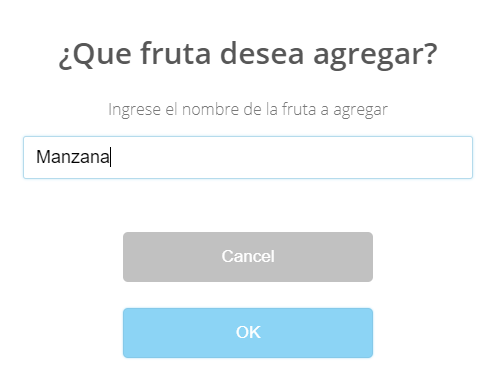 ¿Que fruta desea agregar?
Ingrese el nombre de la fruta a agregar
Manzana
Cancel
OK